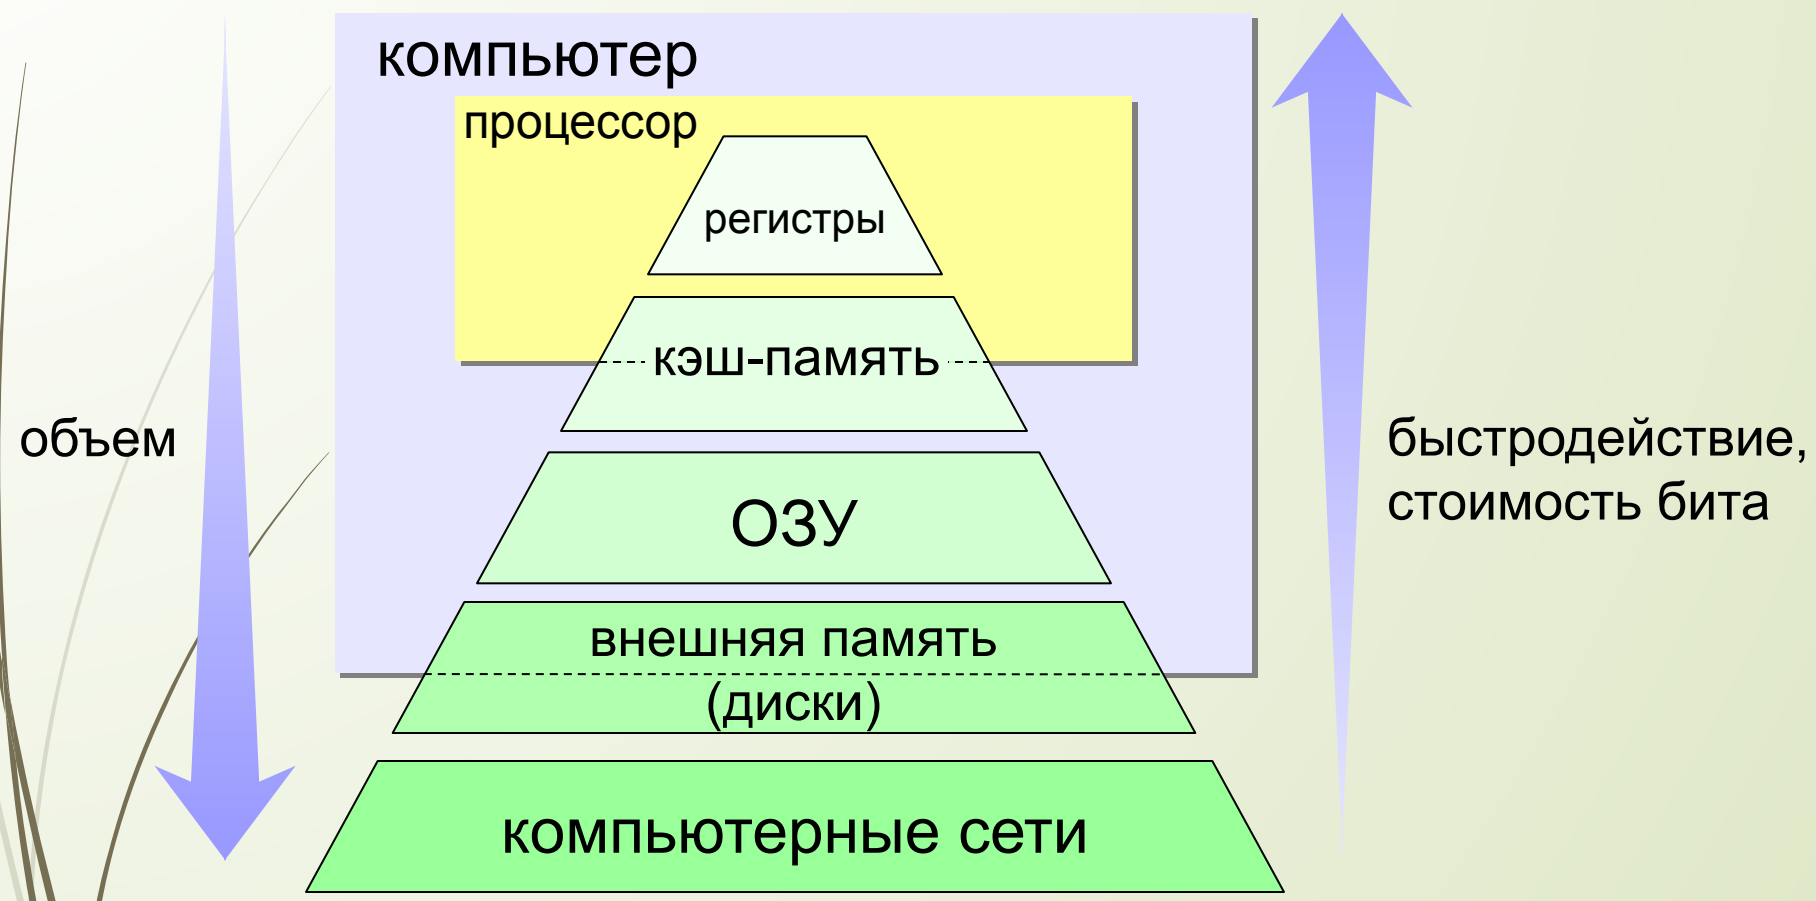 компьютер
процессор
регистры
кэш-память
объем
быстродействие,
стоимость бита
ОЗУ
внешняя память
(диски)
компьютерные сети